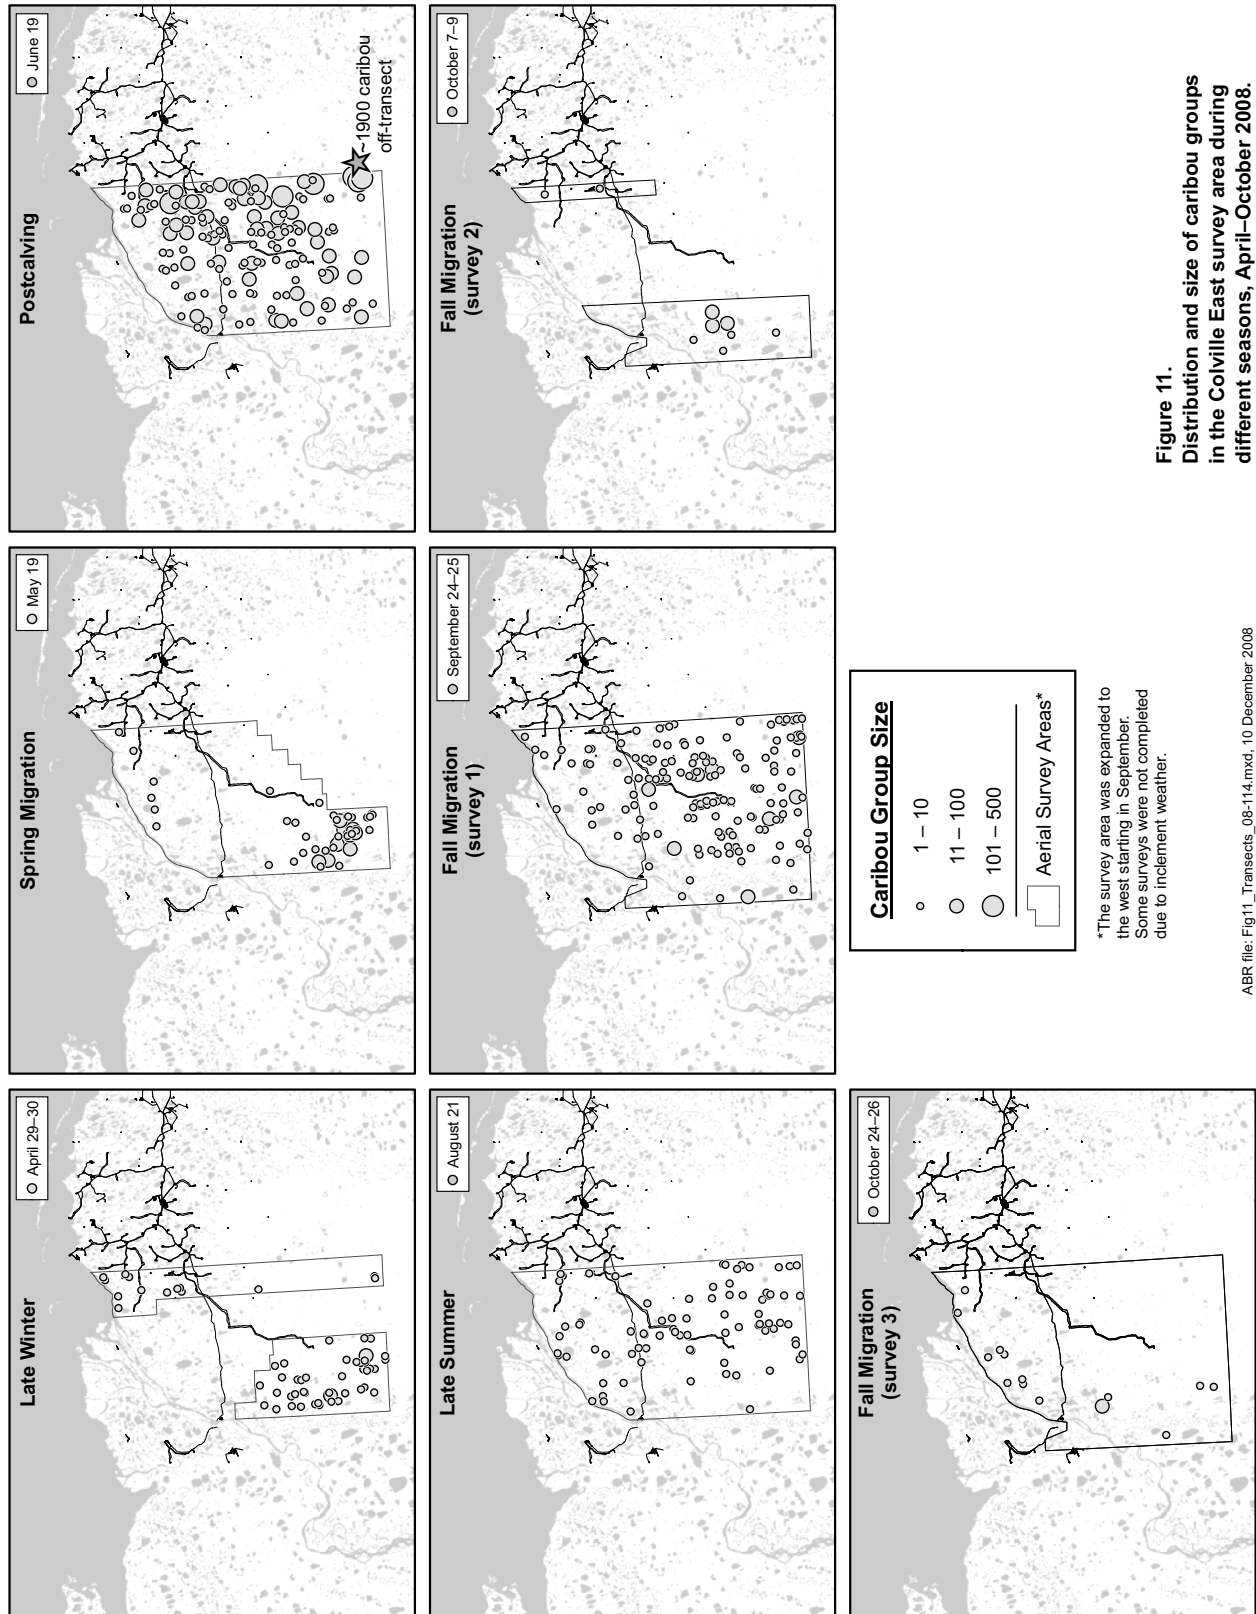 Late Winter
April 29–30
Spring Migration
May 19
Postcalving
June 19
~1900 caribou
off-transect
Late Summer
August 21
Fall Migration
(survey 1)
September 24–25
Fall Migration
(survey 2)
October 7–9
Fall Migration
(survey 3)
October 24–26
Caribou Group Size
1 – 10
11 – 100
101 – 500
Aerial Survey Areas*
*The survey area was expanded to
the west starting in September.
Some surveys were not completed
due to inclement weather.
ABR file: Fig11_Transects_08-114.mxd, 10 December 2008
Figure 11.
Distribution and size of caribou groups
in the Colville East survey area during
different seasons, April–October 2008.